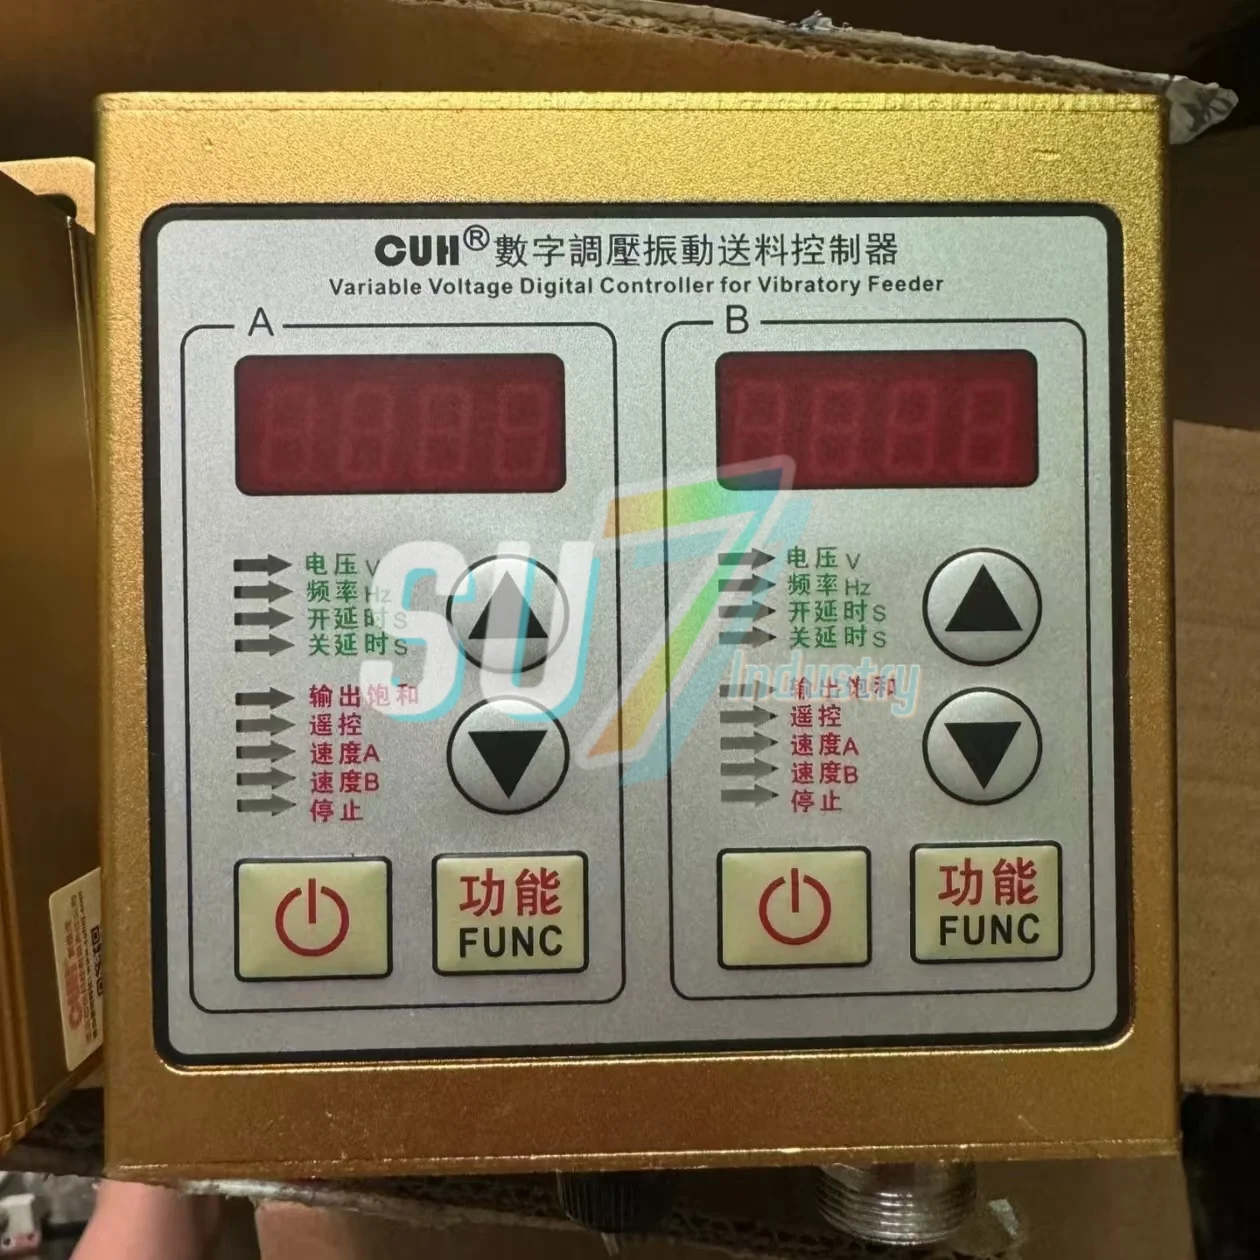 CUH®數字調壓振動送料控制器
Variable Voltage Digital Controller for Vibratory Feeder
A
电压 V
频率 Hz
开延时 S
关延时 S
输出饱和
遥控
速度A
速度B
停止
功能
FUNC
B
电压 V
频率 Hz
开延时 S
关延时 S
输出饱和
遥控
速度A
速度B
停止
功能
FUNC
SU7
Industry